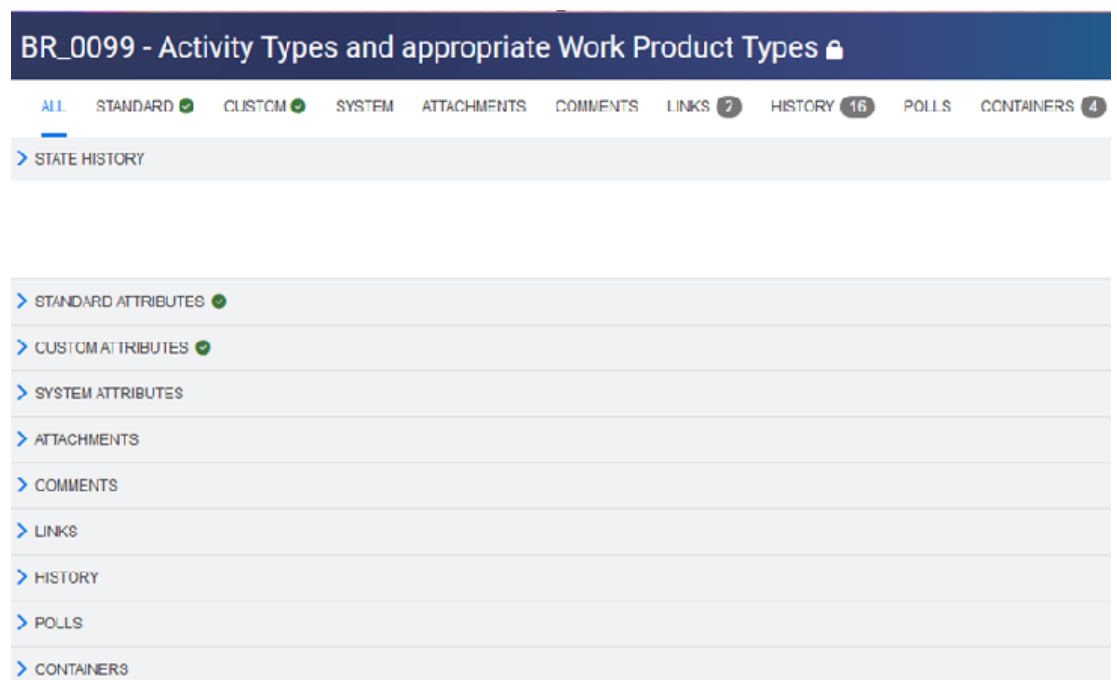 BR_0099 - Activity Types and appropriate Work Product Types
ALL STANDARD CUSTOM SYSTEM ATTACHMENTS COMMENTS LINKS 2 HISTORY 16 POLLS CONTAINERS 4
STATE HISTORY
STANDARD ATTRIBUTES
CUSTOM ATTRIBUTES
SYSTEM ATTRIBUTES
ATTACHMENTS
COMMENTS
LINKS
HISTORY
POLLS
CONTAINERS